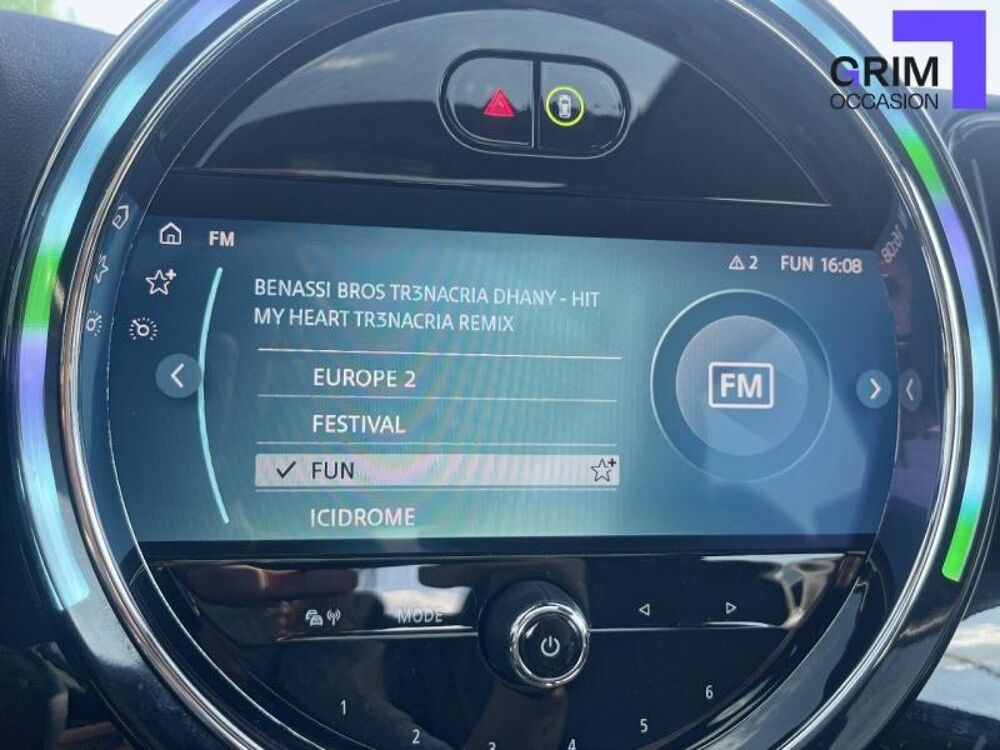 GRIM
OCCASION
FM
2 FUN 16:08
BENASSI BROS TR3NACRIA DHANY - HIT
MY HEART TR3NACRIA REMIX
EUROPE 2
FESTIVAL
FM
FUN
ICIDROME
MODE
1
2
3
4
5
6